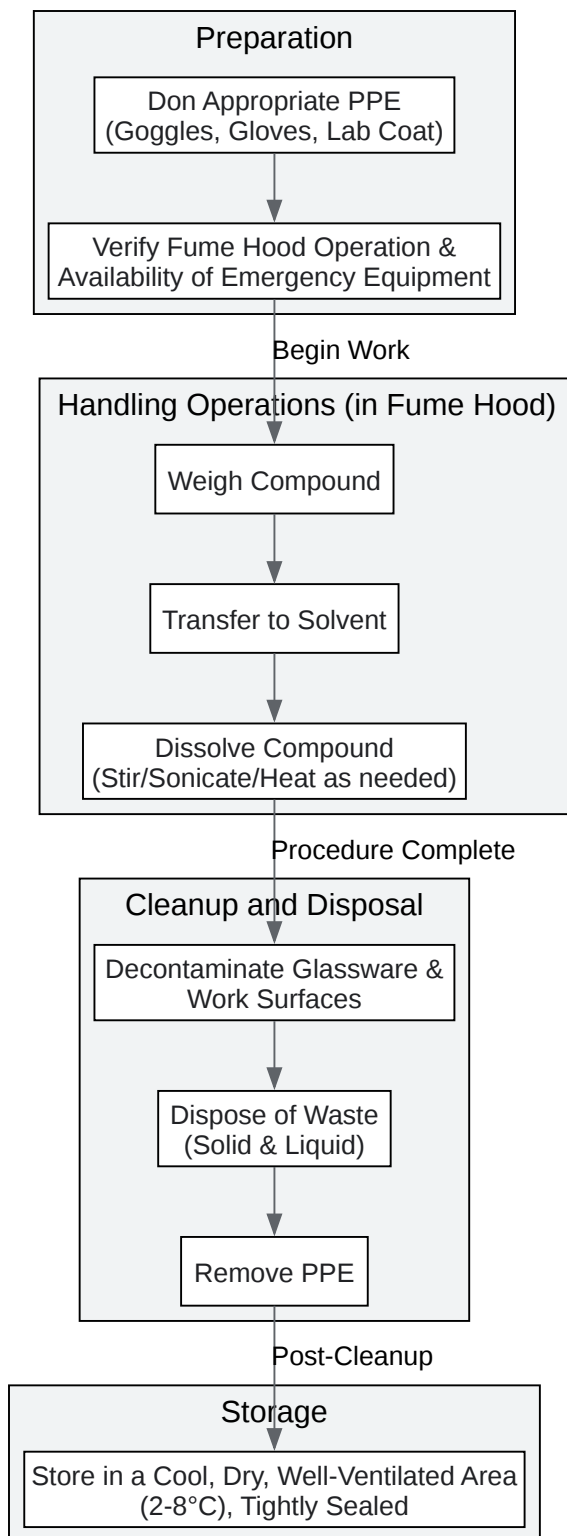 Preparation
Don Appropriate PPE
(Goggles, Gloves, Lab Coat)
Verify Fume Hood Operation &
Availability of Emergency Equipment
Begin Work
Handling Operations (in Fume Hood)
Weigh Compound
Transfer to Solvent
Dissolve Compound
(Stir/Sonicate/Heat as needed)
Procedure Complete
Cleanup and Disposal
Decontaminate Glassware &
Work Surfaces
Dispose of Waste
(Solid & Liquid)
Remove PPE
Post-Cleanup
Storage
Store in a Cool, Dry, Well-Ventilated Area
(2-8°C), Tightly Sealed